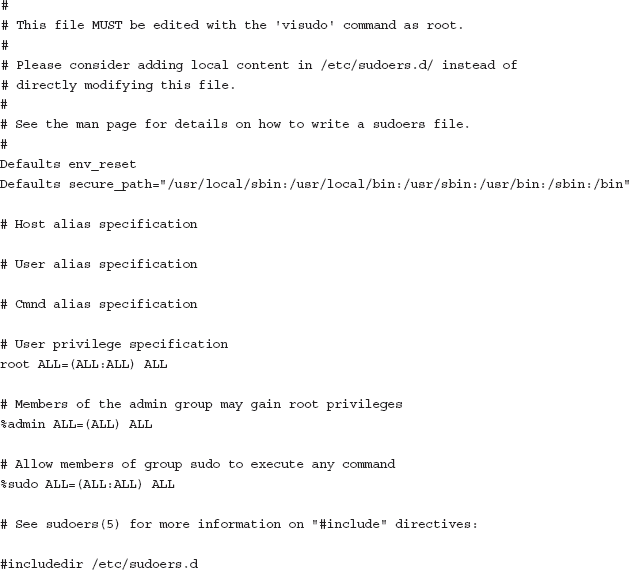 #
# This file MUST be edited with the 'visudo' command as root.
#
# Please consider adding local content in /etc/sudoers.d/ instead of
# directly modifying this file.
#
# See the man page for details on how to write a sudoers file.
#
Defaults env_reset
Defaults secure_path="/usr/local/sbin:/usr/local/bin:/usr/sbin:/usr/bin:/sbin:/bin"
# Host alias specification
# User alias specification
# Cmnd alias specification
# User privilege specification
root ALL=(ALL:ALL) ALL
# Members of the admin group may gain root privileges
%admin ALL=(ALL) ALL
# Allow members of group sudo to execute any command
%sudo ALL=(ALL:ALL) ALL
# See sudoers(5) for more information on "#include" directives:
#includedir /etc/sudoers.d